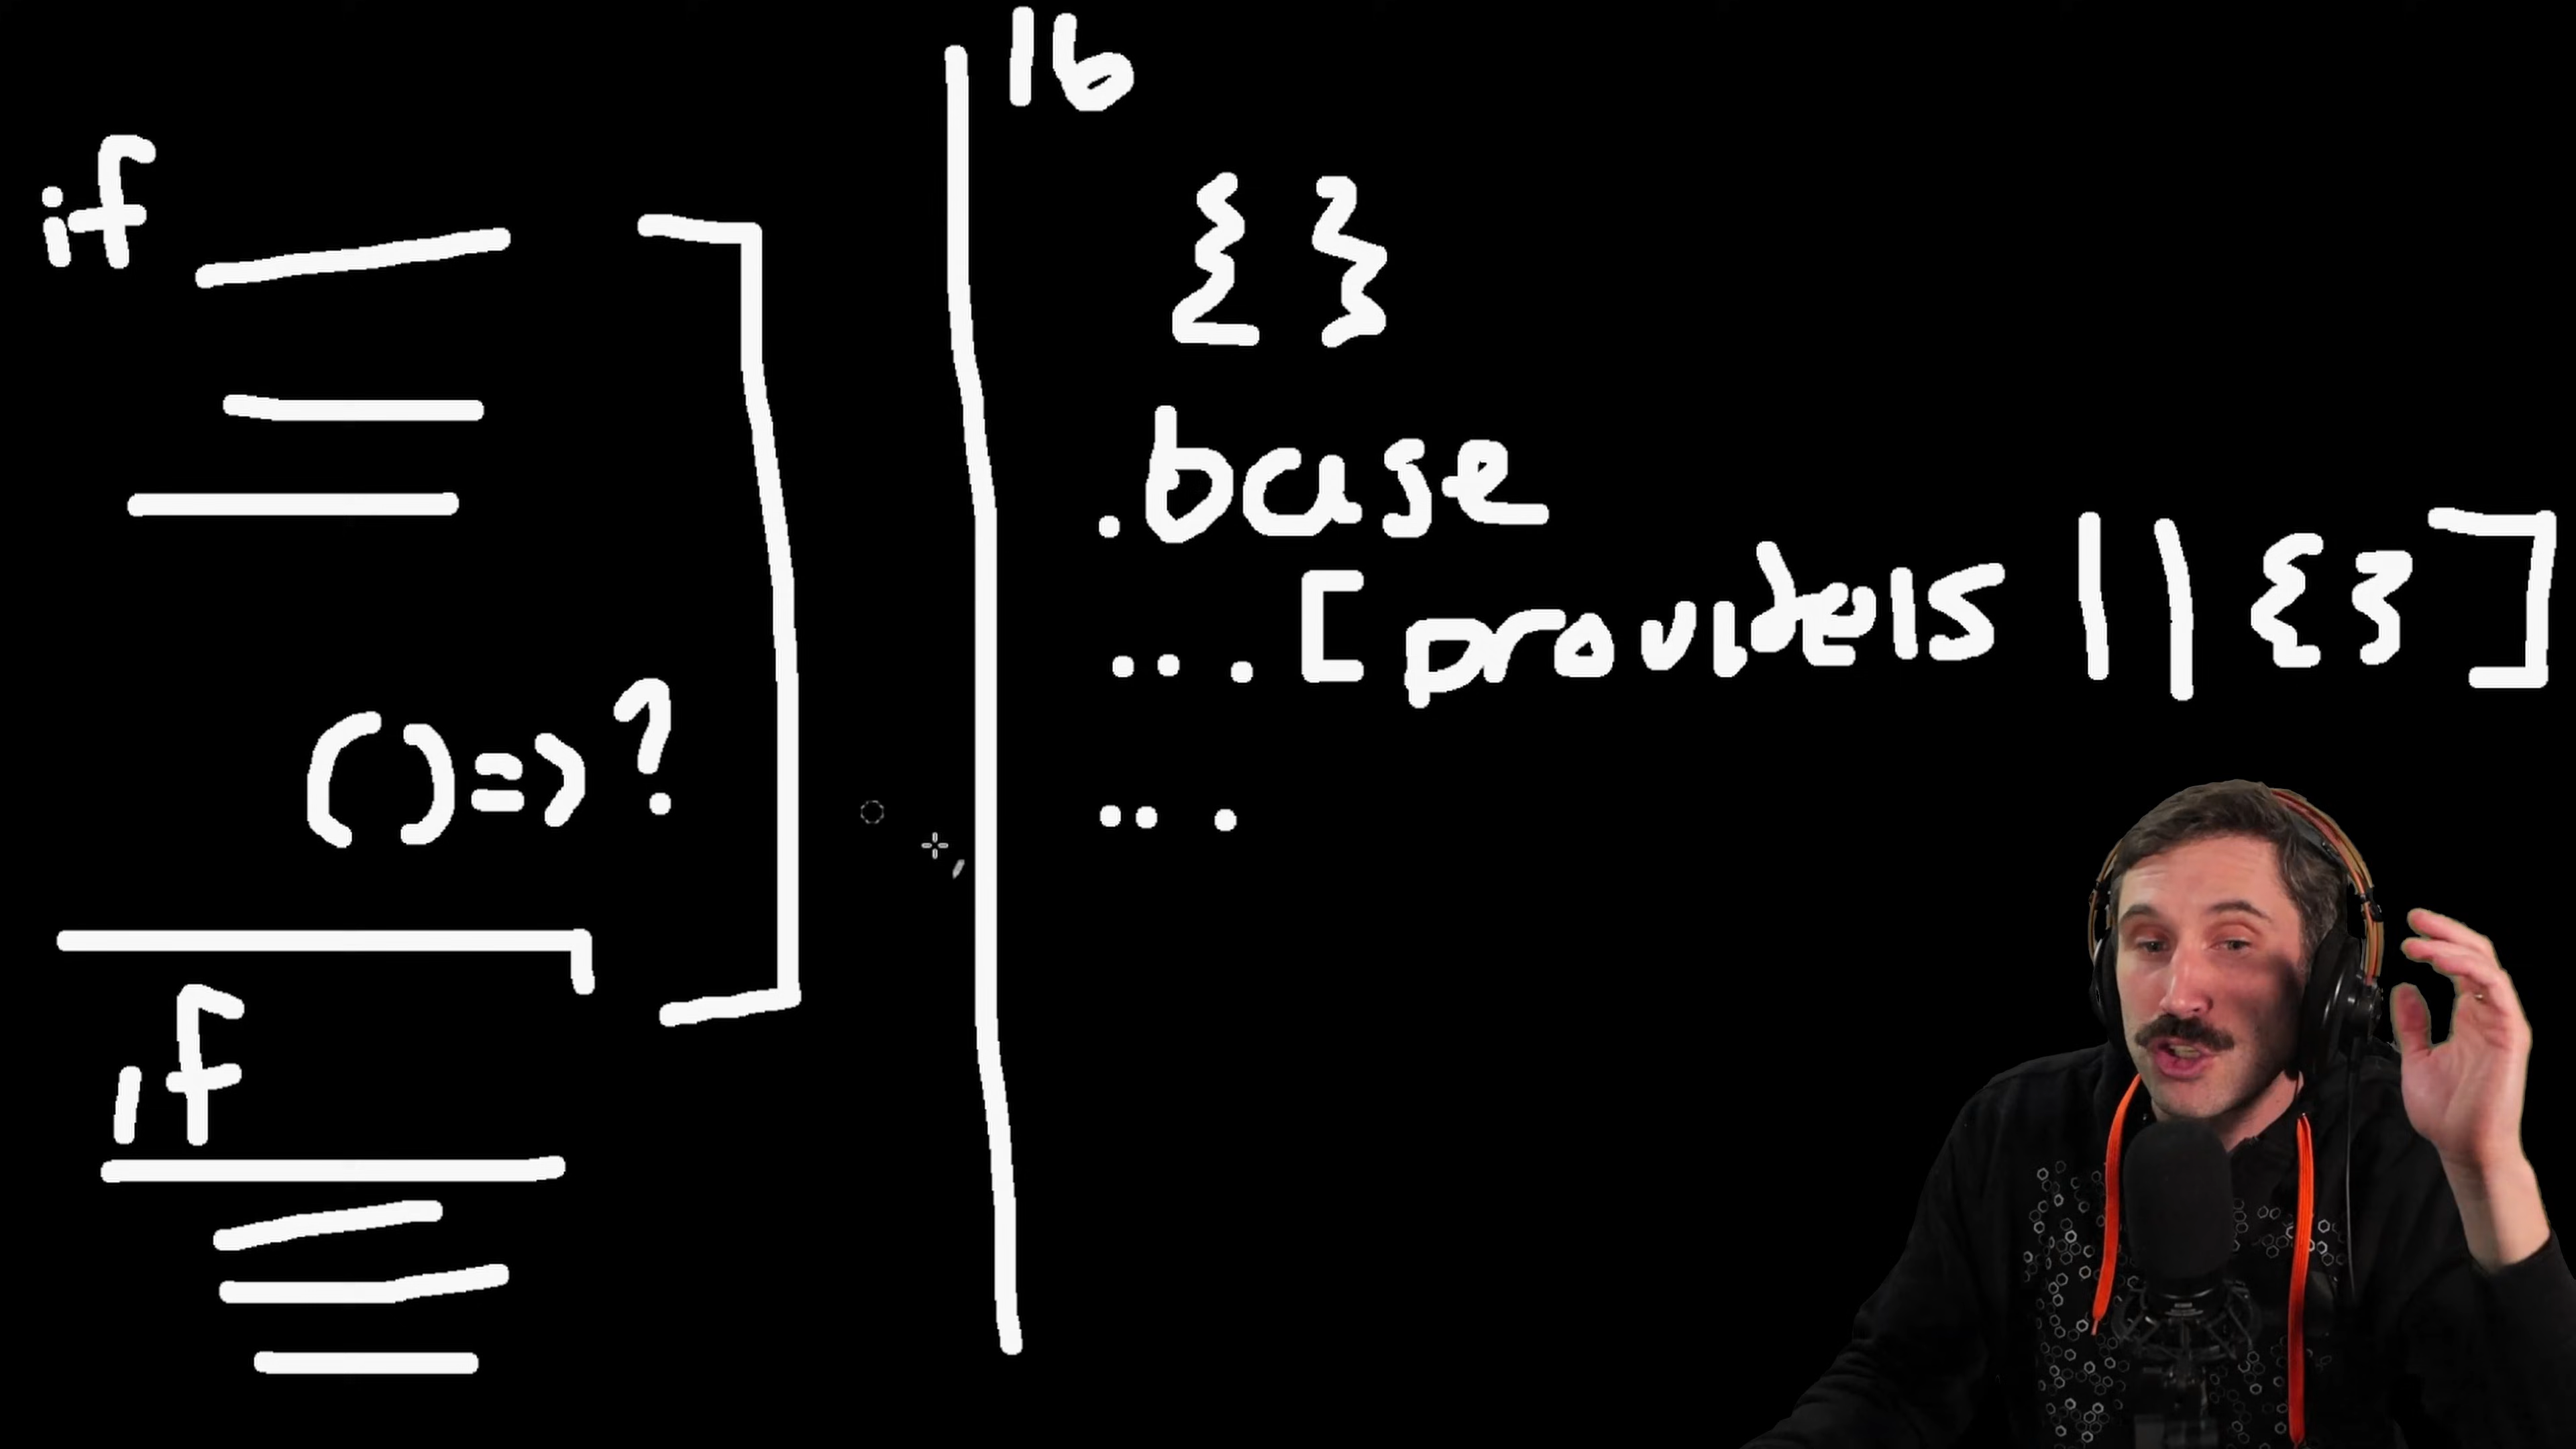 if
() => ?
if
16
{ }
.base
... [providers || {}]
...